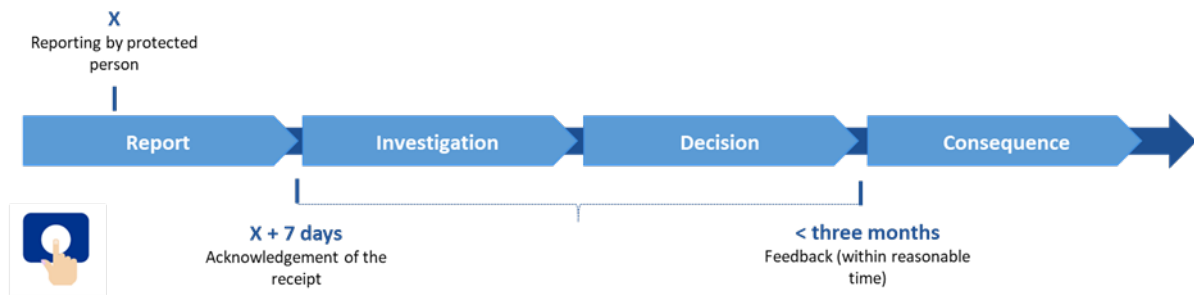 X
Reporting by protected
person
Report
Investigation
Decision
Consequence
X + 7 days
Acknowledgement of the
receipt
< three months
Feedback (within reasonable
time)